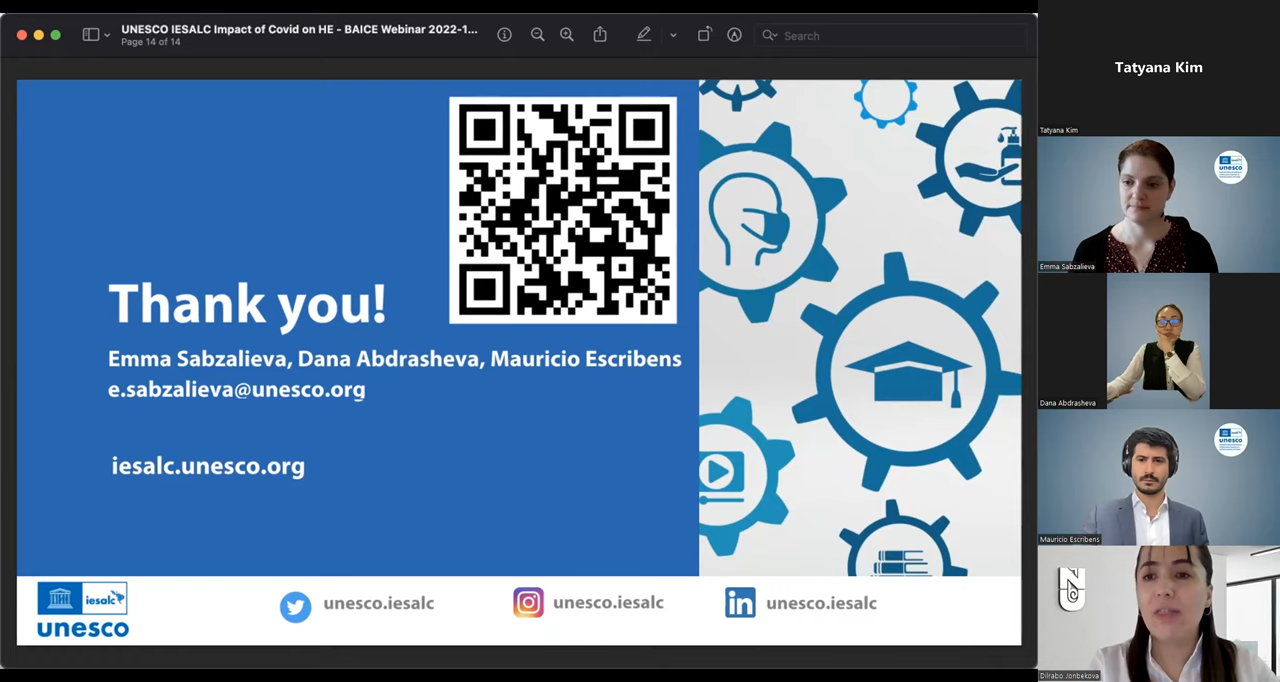 UNESCO IESALC Impact of Covid on HE - BAICE Webinar 2022-1...
Page 14 of 14
Search
Thank you!
Emma Sabzalieva, Dana Abdrasheva, Mauricio Escribens
e.sabzalieva@unesco.org
iesalc.unesco.org
iesalc
unesco
unesco.iesalc
unesco.iesalc
unesco.iesalc
Tatyana Kim
Tatyana Kim
unesco
Emma Sabzalieva
Dana Abdrasheva
unesco
Mauricio Escribens
Dilrabo Jonbekova